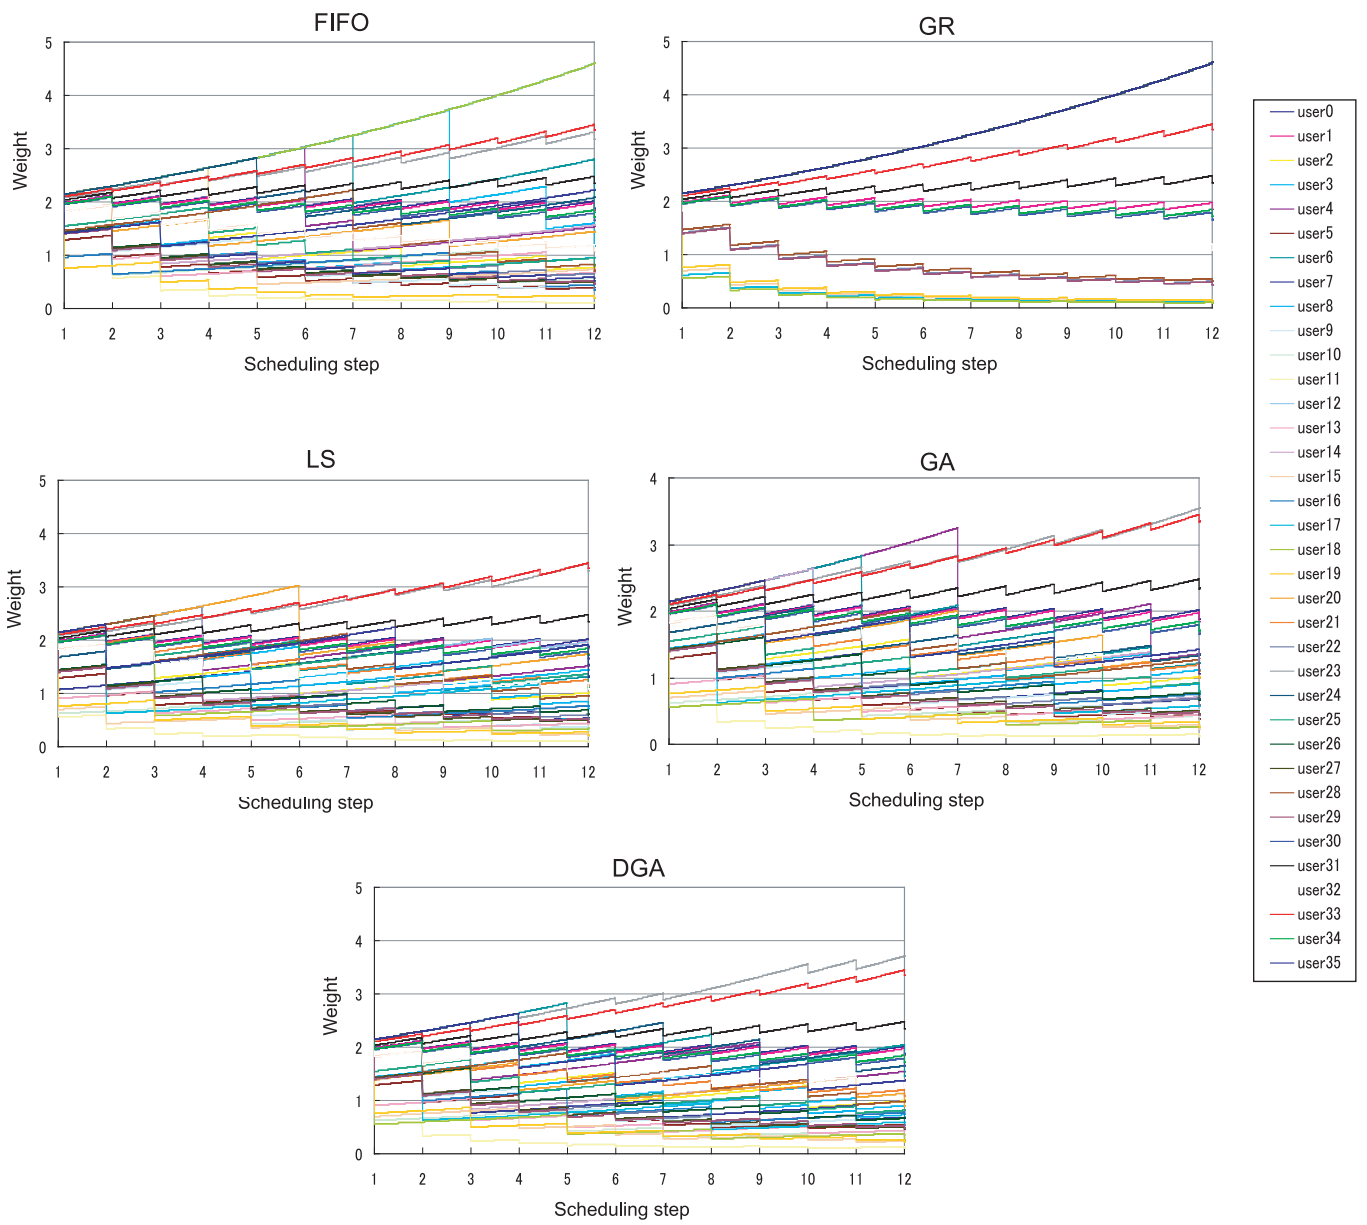 FIFO
GR
5
4
3
2
1
0
Weight
1 2 3 4 5 6 7 8 9 10 11 12
Scheduling step
5
4
3
2
1
0
Weight
1 2 3 4 5 6 7 8 9 10 11 12
Scheduling step
LS
GA
5
4
3
2
1
0
Weight
1 2 3 4 5 6 7 8 9 10 11 12
Scheduling step
4
3
2
1
0
Weight
1 2 3 4 5 6 7 8 9 10 11 12
Scheduling step
DGA
5
4
3
2
1
0
Weight
1 2 3 4 5 6 7 8 9 10 11 12
Scheduling step
user0
user1
user2
user3
user4
user5
user6
user7
user8
user9
user10
user11
user12
user13
user14
user15
user16
user17
user18
user19
user20
user21
user22
user23
user24
user25
user26
user27
user28
user29
user30
user31
user32
user33
user34
user35